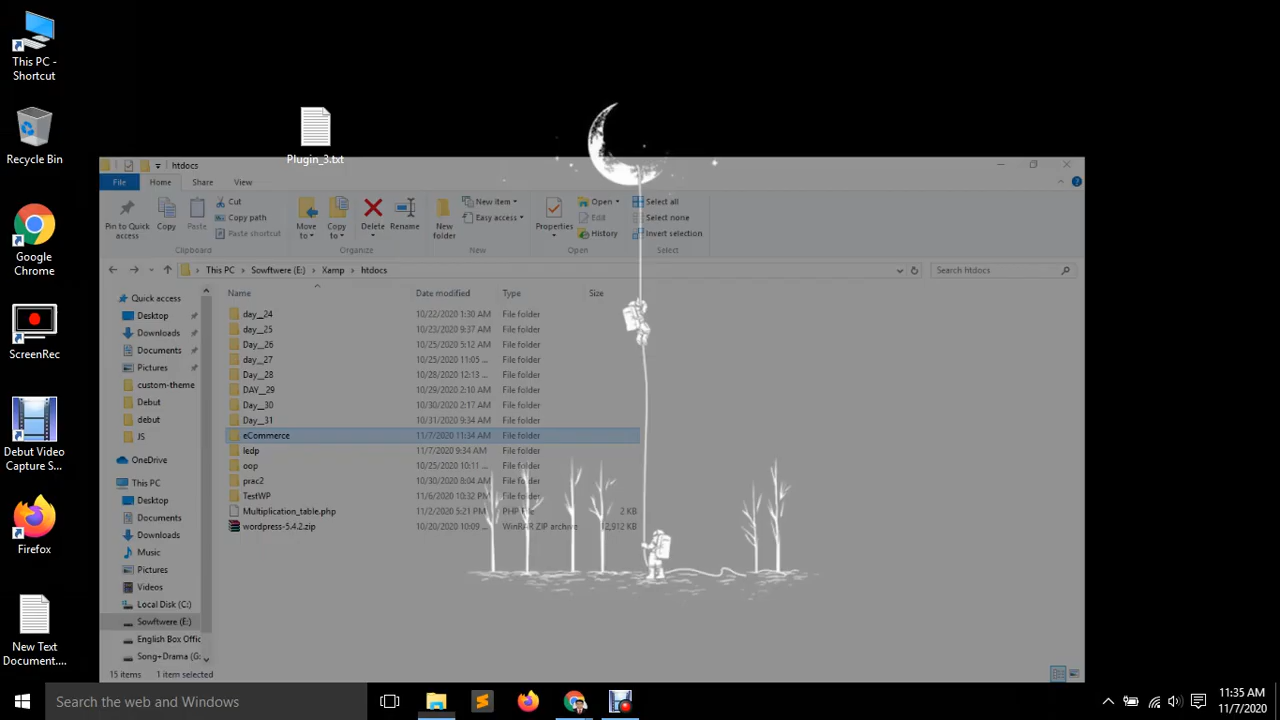 This PC -
Shortcut
Recycle Bin
Google
Chrome
ScreenRec
Debut Video
Capture S...
Firefox
New Text
Document....
Plugin_3.txt
htdocs
File
Home
Share
View
Pin to Quick
access
Copy
Paste
Cut
Copy path
Paste shortcut
Clipboard
Move
to
Copy
to
Delete
Rename
Organize
New
folder
New item
Easy access
New
Properties
Open
Edit
History
Open
Select all
Select none
Invert selection
Select
This PC
Sowftwere (E:)
Xamp
htdocs
Search htdocs
Quick access
Desktop
Downloads
Documents
Pictures
custom-theme
Debut
debut
JS
OneDrive
This PC
Desktop
Documents
Downloads
Music
Pictures
Videos
Local Disk (C:)
Sowftwere (E:)
English Box Offic
Song+Drama (G:
Name Date modified Type Size
day__24 10/22/2020 1:30 AM File folder
day__25 10/23/2020 9:37 AM File folder
Day__26 10/25/2020 5:12 AM File folder
day__27 10/25/2020 11:05 ... File folder
Day__28 10/28/2020 12:13 ... File folder
DAY__29 10/29/2020 2:10 AM File folder
Day__30 10/30/2020 2:17 AM File folder
Day__31 10/31/2020 9:34 AM File folder
eCommerce 11/7/2020 11:34 AM File folder
ledp 11/7/2020 9:34 AM File folder
oop 10/25/2020 10:11 ... File folder
prac2 10/30/2020 8:04 AM File folder
TestWP 11/6/2020 10:32 PM File folder
Multiplication_table.php 11/2/2020 5:21 PM PHP File 2 KB
wordpress-5.4.2.zip 10/20/2020 10:09 ... WinRAR ZIP archive 12,912 KB
15 items 1 item selected
Search the web and Windows
11:35 AM
11/7/2020